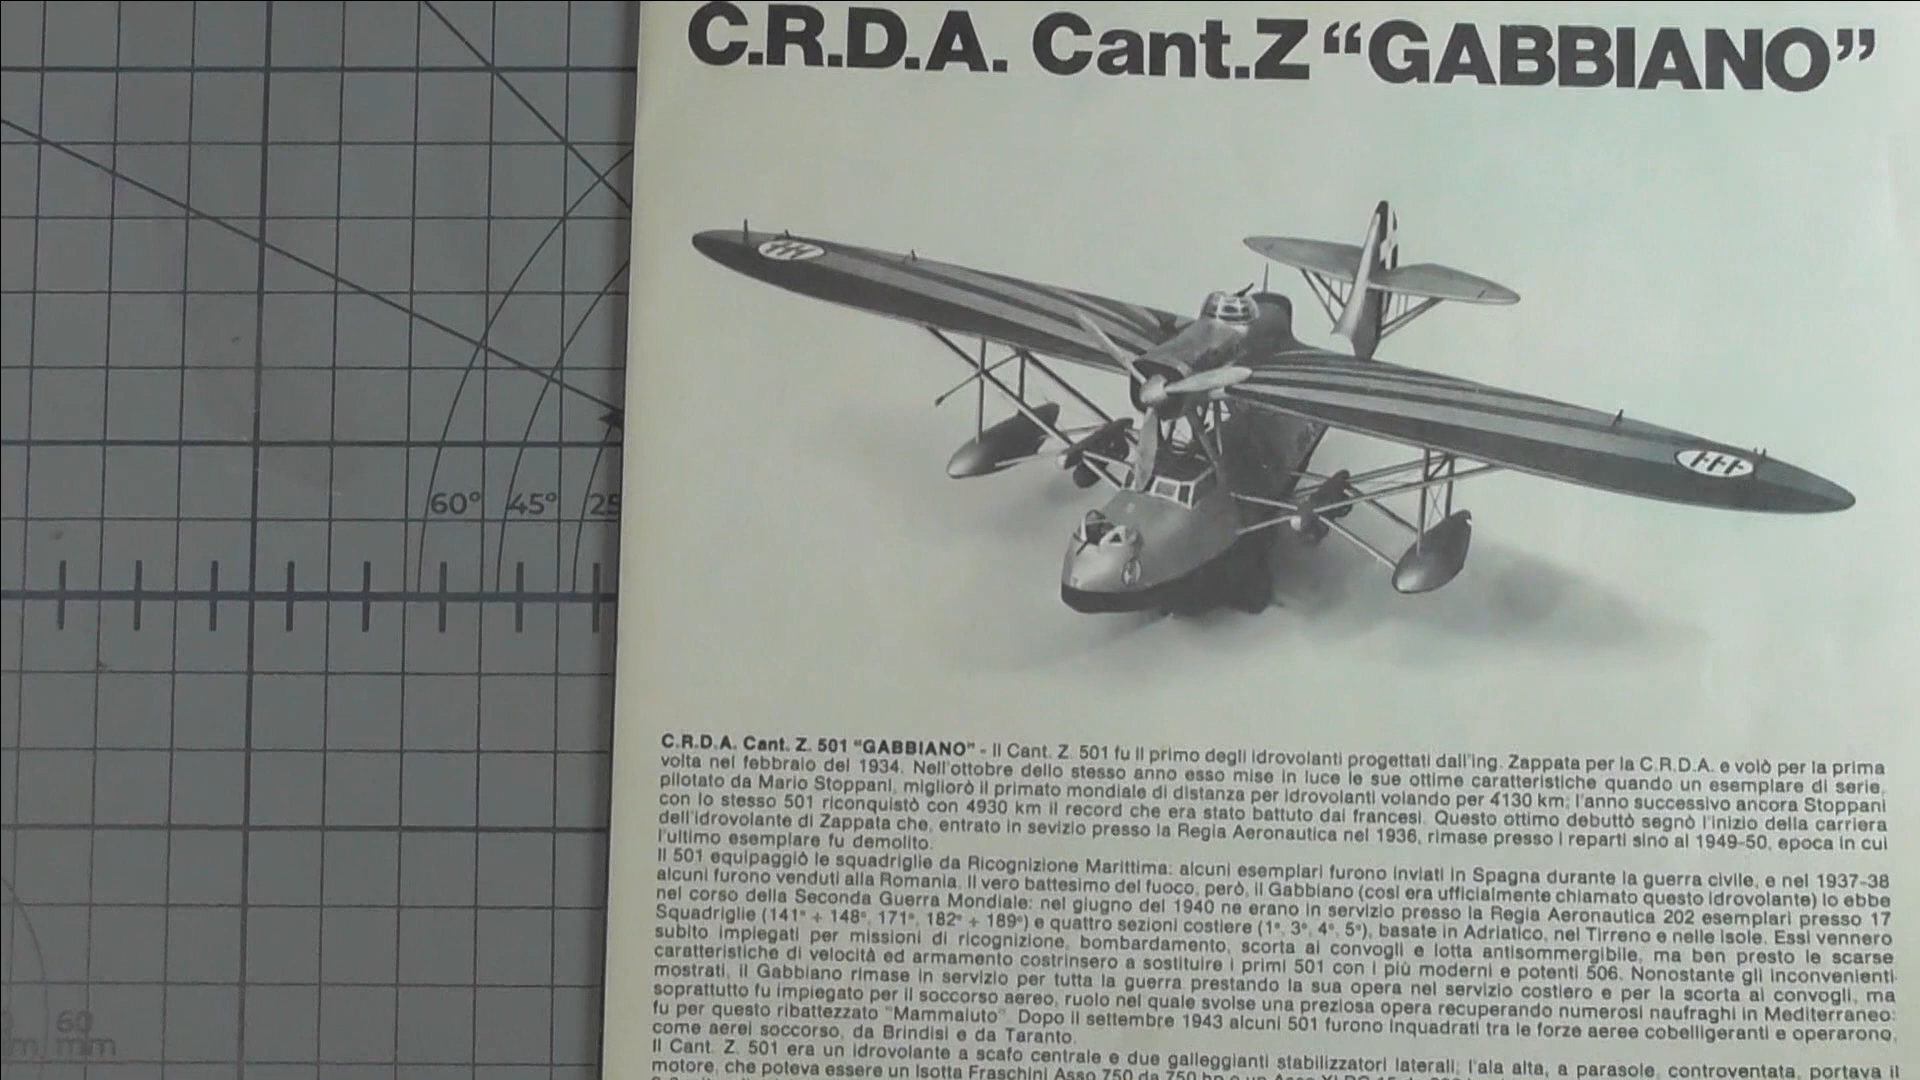 C.R.D.A. Cant.Z “GABBIANO”
60° 45° 25
C.R.D.A. Cant. Z. 501 “GABBIANO” - Il Cant. Z. 501 fu il primo degli idrovolanti progettati dall'ing. Zappata per la C.R.D.A. e volò per la prima
volta nel febbraio del 1934. Nell'ottobre dello stesso anno esso mise in luce le sue ottime caratteristiche quando un esemplare di serie,
pilotato da Mario Stoppani, migliorò il primato mondiale di distanza per idrovolanti volando per 4130 km; l'anno successivo ancora Stoppani
con lo stesso 501 riconquistò con 4930 km il record che era stato battuto dai francesi. Questo ottimo debuttò segnò l'inizio della carriera
dell'idrovolante di Zappata che, entrato in sevizio presso la Regia Aeronautica nel 1936, rimase presso i reparti sino al 1949-50, epoca in cui
l'ultimo esemplare fu demolito.
Il 501 equipaggiò le squadriglie da Ricognizione Marittima: alcuni esemplari furono inviati in Spagna durante la guerra civile, e nel 1937-38
alcuni furono venduti alla Romania. Il vero battesimo del fuoco, però, il Gabbiano (così era ufficialmente chiamato questo idrovolante) lo ebbe
nel corso della Seconda Guerra Mondiale: nel giugno del 1940 ne erano in servizio presso la Regia Aeronautica 202 esemplari presso 17
Squadriglie (141ª ÷ 148ª, 171ª, 182ª ÷ 189ª) e quattro sezioni costiere (1ª, 3ª, 4ª, 5ª), basate in Adriatico, nel Tirreno e nelle Isole. Essi vennero
subito impiegati per missioni di ricognizione, bombardamento, scorta ai convogli e lotta antisommergibile, ma ben presto le scarse
caratteristiche di velocità ed armamento costrinsero a sostituire i primi 501 con i più moderni e potenti 506. Nonostante gli inconvenienti
mostrati, il Gabbiano rimase in servizio per tutta la guerra prestando la sua opera nel servizio costiero e per la scorta ai convogli, ma
soprattutto fu impiegato per il soccorso aereo, ruolo nel quale svolse una preziosa opera recuperando numerosi naufraghi in Mediterraneo:
fu per questo ribattezzato “Mammaiuto”. Dopo il settembre 1943 alcuni 501 furono inquadrati tra le forze aeree cobelligeranti e operarono,
come aerei soccorso, da Brindisi e da Taranto.
Il Cant. Z. 501 era un idrovolante a scafo centrale e due galleggianti stabilizzatori laterali; l'ala alta, a parasole, controventata, portava il
motore, che poteva essere un Isotta Fraschini Asso 750 da 750 hp
60
mm